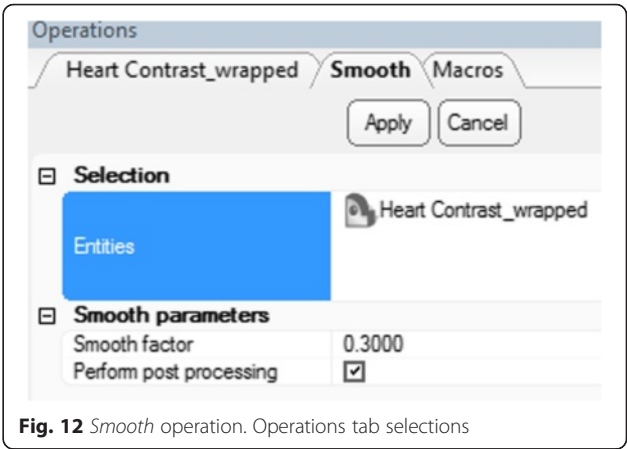 Operations
Heart Contrast_wrapped Smooth Macros
Apply Cancel
Selection
Entities Heart Contrast_wrapped
Smooth parameters
Smooth factor 0.3000
Perform post processing
Fig. 12 Smooth operation. Operations tab selections